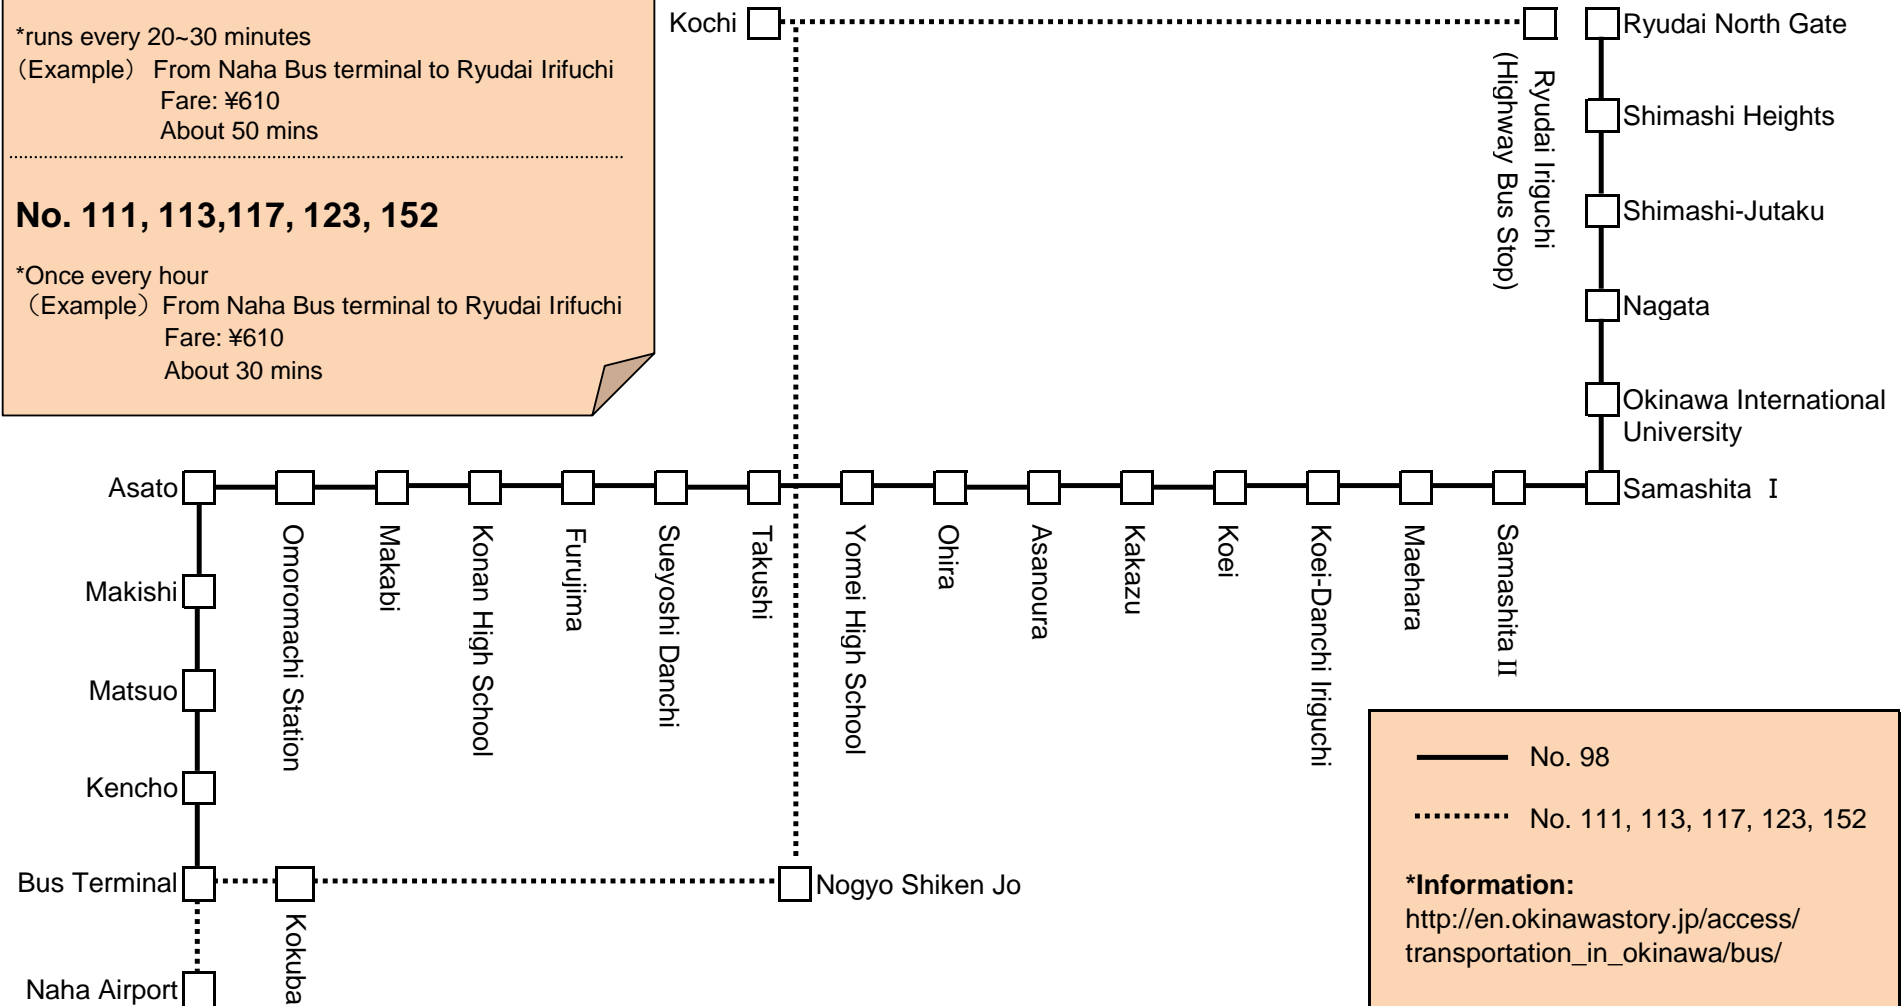 *runs every 20~30 minutes
（Example） From Naha Bus terminal to Ryudai Irifuchi
Fare: ¥610
About 50 mins
No. 111, 113,117, 123, 152
*Once every hour
（Example） From Naha Bus terminal to Ryudai Irifuchi
Fare: ¥610
About 30 mins
Kochi
Ryudai Iriguchi
(Highway Bus Stop)
Ryudai North Gate
Shimashi Heights
Shimashi-Jutaku
Nagata
Okinawa International
University
Samashita Ⅰ
Asato
Omoromachi Station
Makabi
Konan High School
Furujima
Sueyoshi Danchi
Takushi
Yomei High School
Ohira
Asanoura
Kakazu
Koei
Koei-Danchi Iriguchi
Maehara
Samashita Ⅱ
Makishi
Matsuo
Kencho
Bus Terminal
Kokuba
Nogyo Shiken Jo
Naha Airport
No. 98
No. 111, 113, 117, 123, 152
*Information:
http://en.okinawastory.jp/access/
transportation_in_okinawa/bus/